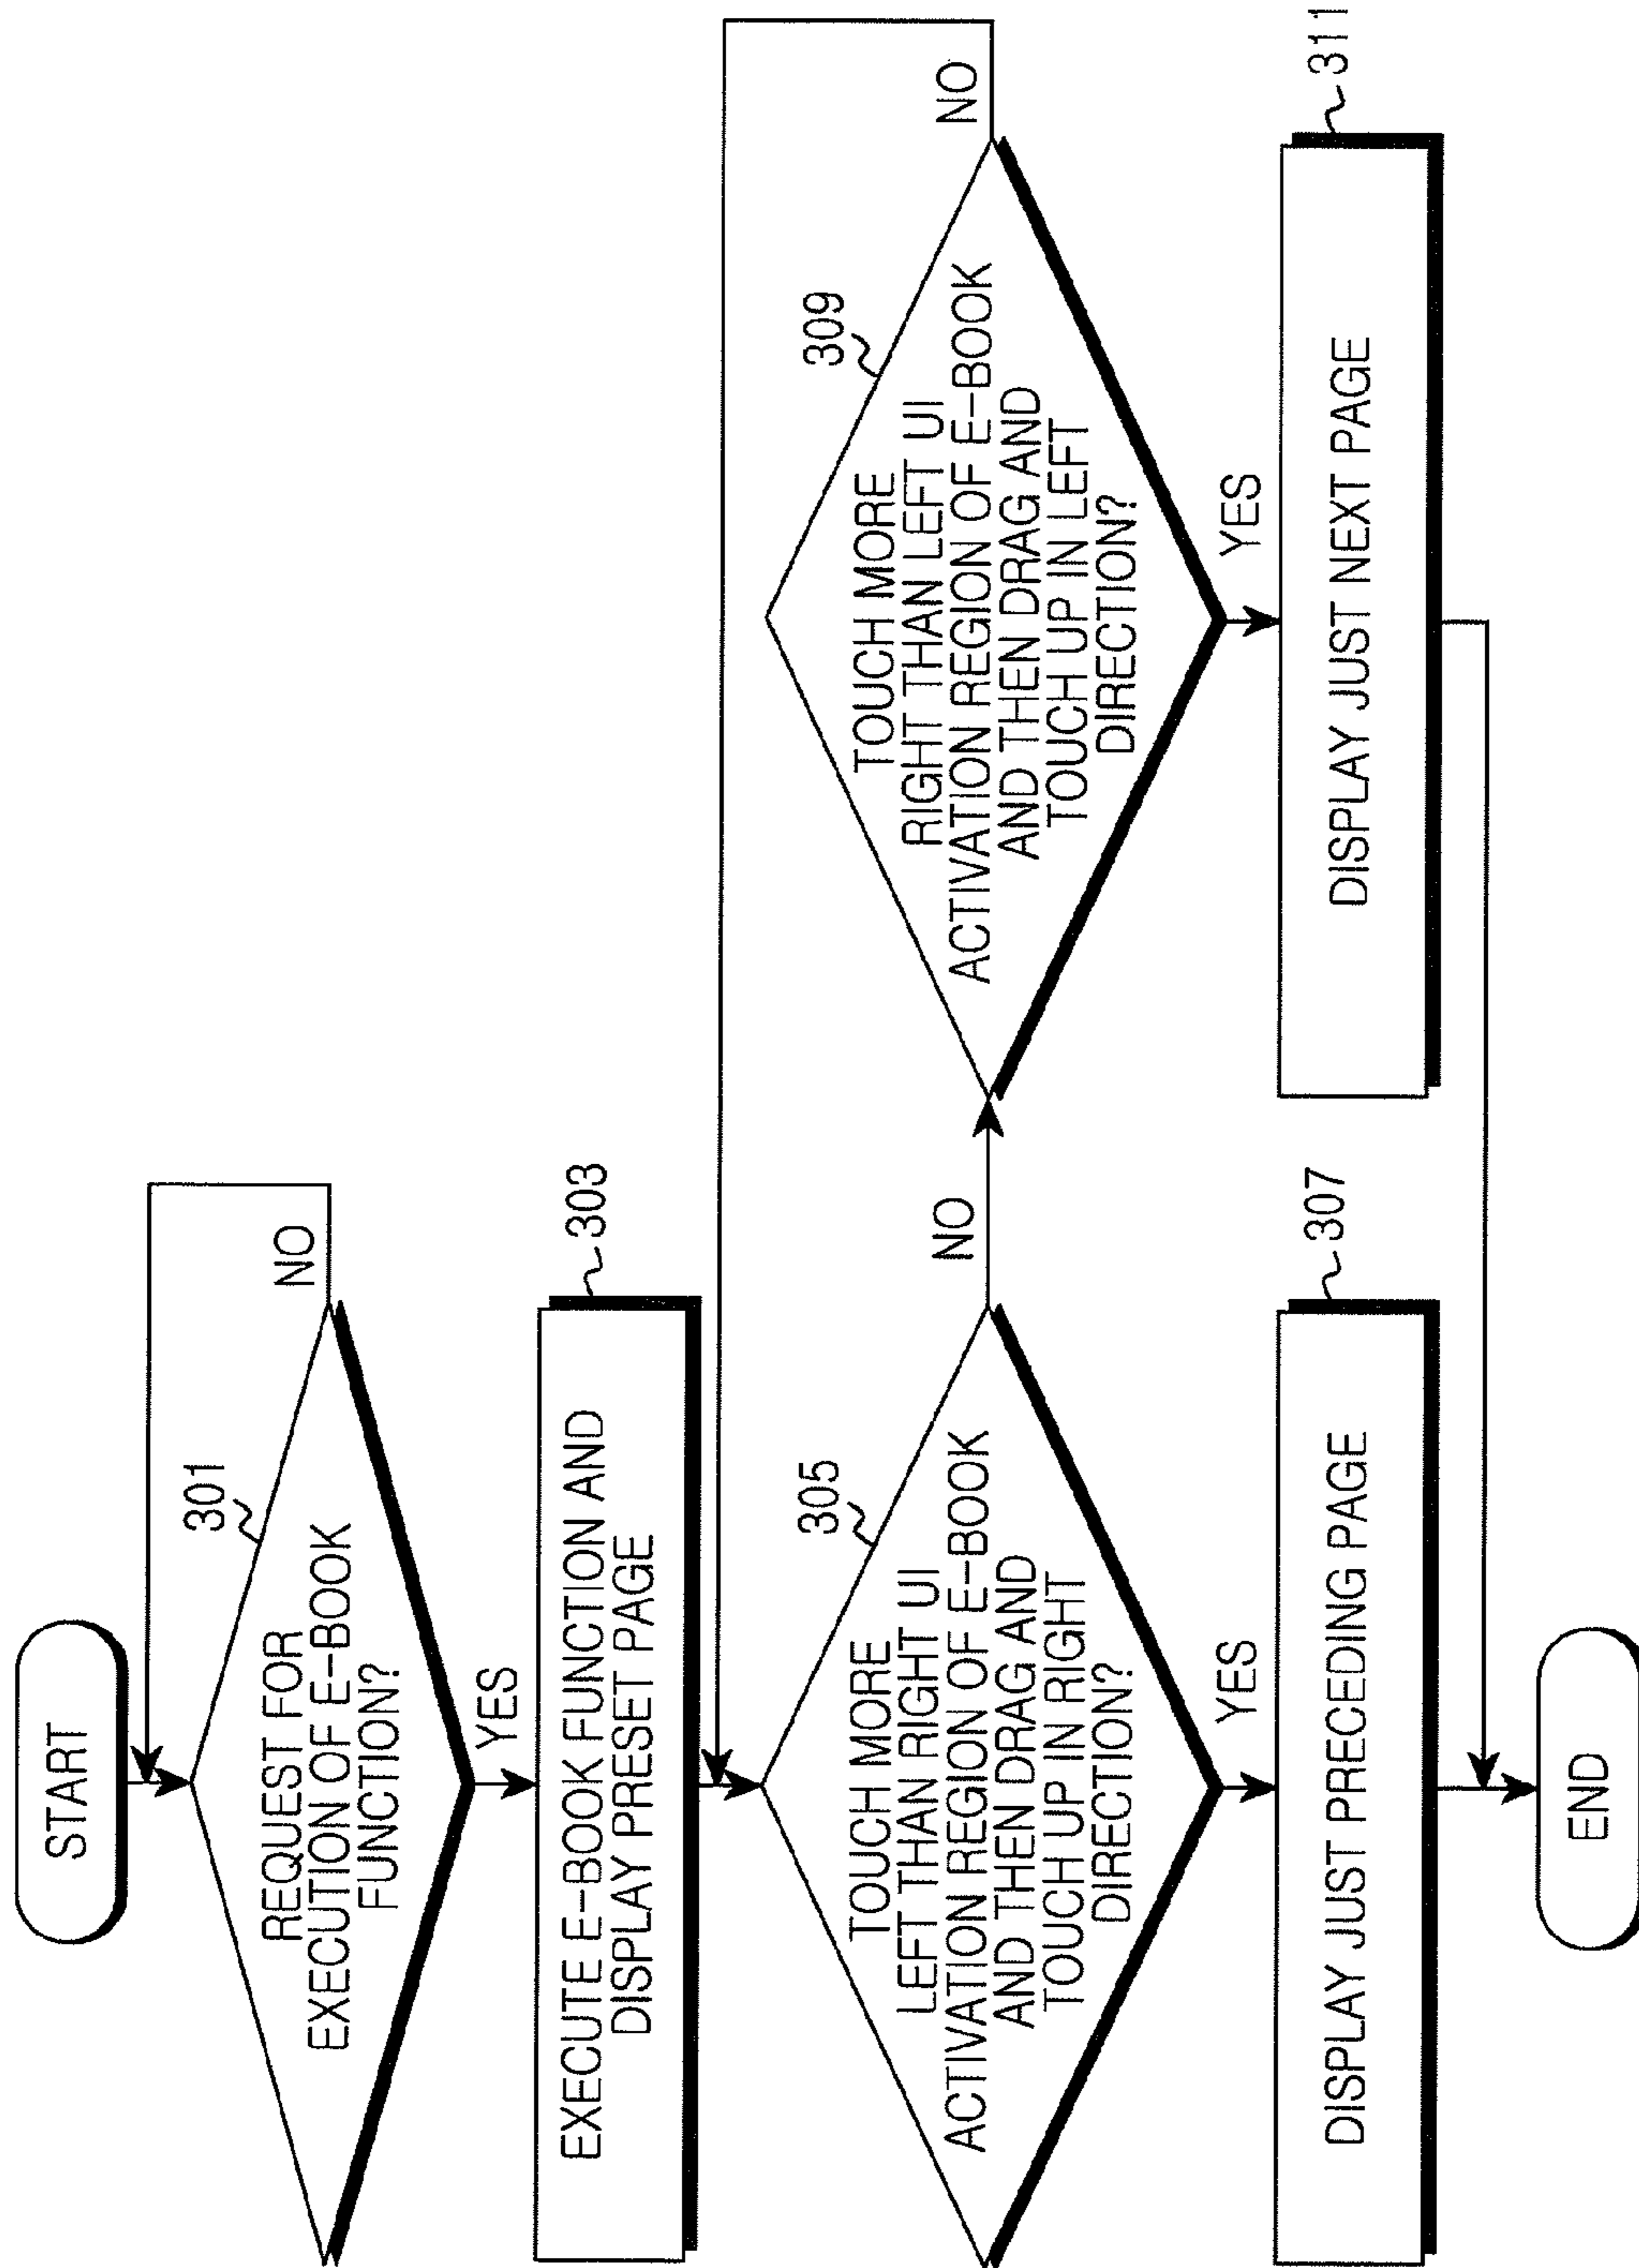 START
301
REQUEST FOR
EXECUTION OF E-BOOK
FUNCTION?
NO
YES
303
EXECUTE E-BOOK FUNCTION AND
DISPLAY PRESET PAGE
305
TOUCH MORE
LEFT THAN RIGHT UI
ACTIVATION REGION OF E-BOOK
AND THEN DRAG AND
TOUCH UP IN RIGHT
DIRECTION?
NO
YES
307
DISPLAY JUST PRECEDING PAGE
309
TOUCH MORE
RIGHT THAN LEFT UI
ACTIVATION REGION OF E-BOOK
AND THEN DRAG AND
TOUCH UP IN LEFT
DIRECTION?
NO
YES
311
DISPLAY JUST NEXT PAGE
END